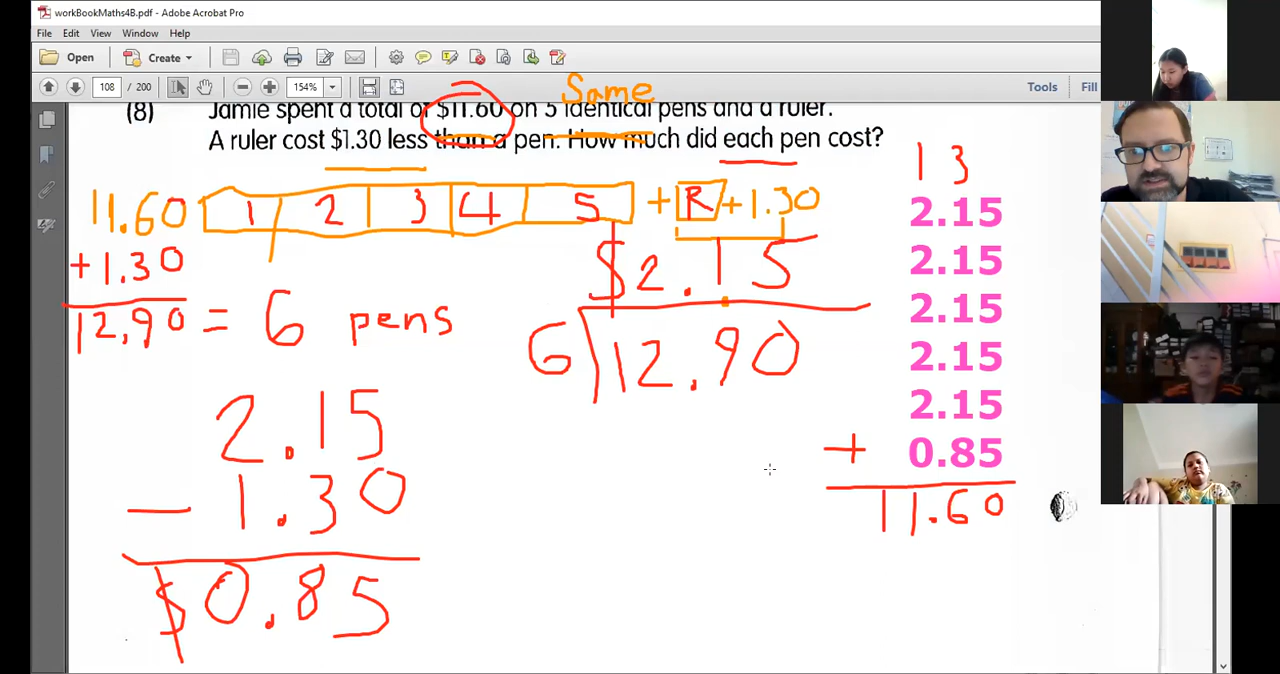 workBookMaths4B.pdf - Adobe Acrobat Pro
File Edit View Window Help
Open Create
108 / 200 154% Tools Fill
Same
(8) Jamie spent a total of $11.60 on 5 identical pens and a ruler.
A ruler cost $1.30 less than a pen. How much did each pen cost?
11.60 1 2 3 4 5 + R + 1.30
+1.30
12.90 = 6 pens
$2.15
6 12.90
2.15
- 1.30
$0.85
1 3
2.15
2.15
2.15
2.15
2.15
+ 0.85
11.60